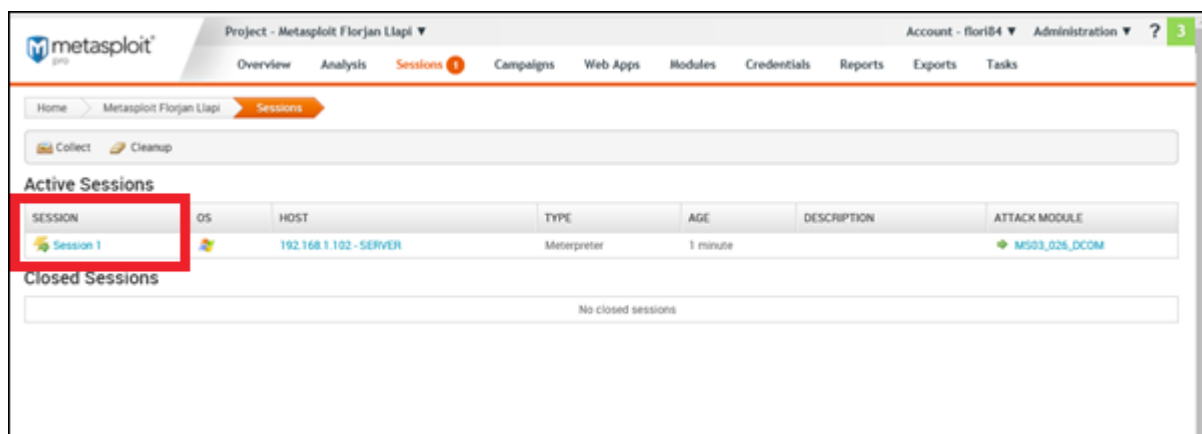 Project - Metasploit Florjan Llapi ▼ Account - flori84 ▼ Administration ▼ ? 3
metasploit®
pro
Overview Analysis Sessions 1 Campaigns Web Apps Modules Credentials Reports Exports Tasks
Home Metasploit Florjan Llapi Sessions
Collect Cleanup
Active Sessions
SESSION OS HOST TYPE AGE DESCRIPTION ATTACK MODULE
Session 1 192.168.1.102 - SERVER Meterpreter 1 minute MS03_026_DCOM
Closed Sessions
No closed sessions